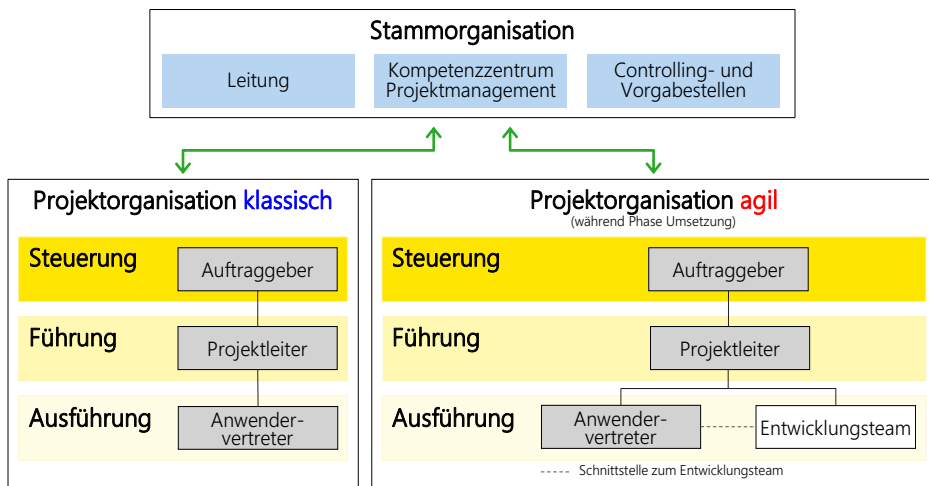 Stammorganisation
Leitung
Kompetenzzentrum
Projektmanagement
Controlling- und
Vorgabestellen
Projektorganisation klassisch
Steuerung
Auftraggeber
Führung
Projektleiter
Ausführung
Anwender-
vertreter
Projektorganisation agil
(während Phase Umsetzung)
Steuerung
Auftraggeber
Führung
Projektleiter
Ausführung
Anwender-
vertreter
Entwicklungsteam
Schnittstelle zum Entwicklungsteam